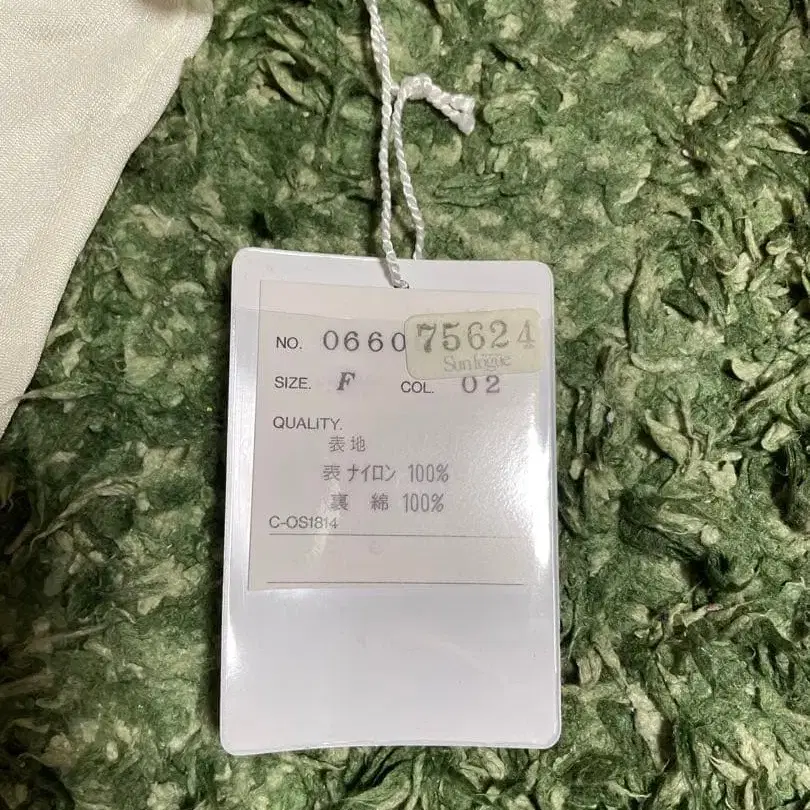 NO. 0660 75624
Sunlogue
SIZE. F COL. 02
QUALITY.
表地
表 ナイロン 100%
裏 綿 100%
C-OS1814